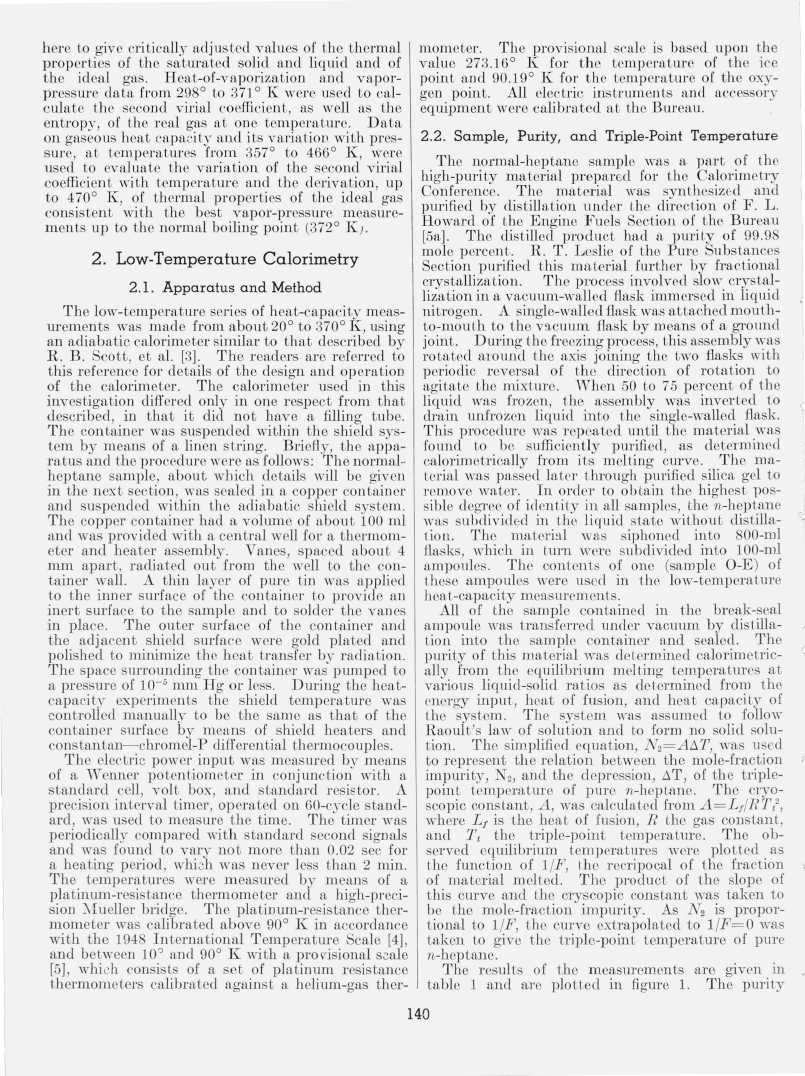 here to give critically adjusted values of the thermal
properties of the saturated solid and liquid and of
the ideal gas. Heat-of-vaporization and vapor-
pressure data from 298° to 371° K were used to cal-
culate the second virial coefficient, as well as the
entropy, of the real gas at one temperature. Data
on gaseous heat capacity and its variation with pres-
sure, at temperatures from 357° to 466° K, were
used to evaluate the variation of the second virial
coefficient with temperature and the derivation, up
to 470° K, of thermal properties of the ideal gas
consistent with the best vapor-pressure measure-
ments up to the normal boiling point (372° K).
2. Low-Temperature Calorimetry
2.1. Apparatus and Method
The low-temperature series of heat-capacity meas-
urements was made from about 20° to 370° K, using
an adiabatic calorimeter similar to that described by
R. B. Scott, et al. [3]. The readers are referred to
this reference for details of the design and operation
of the calorimeter. The calorimeter used in this
investigation differed only in one respect from that
described, in that it did not have a filling tube.
The container was suspended within the shield sys-
tem by means of a linen string. Briefly, the appa-
ratus and the procedure were as follows: The normal-
heptane sample, about which details will be given
in the next section, was sealed in a copper container
and suspended within the adiabatic shield system.
The copper container had a volume of about 100 ml
and was provided with a central well for a thermom-
eter and heater assembly. Vanes, spaced about 4
mm apart, radiated out from the well to the con-
tainer wall. A thin layer of pure tin was applied
to the inner surface of the container to provide an
inert surface to the sample and to solder the vanes
in place. The outer surface of the container and
the adjacent shield surface were gold plated and
polished to minimize the heat transfer by radiation.
The space surrounding the container was pumped to
a pressure of 10⁻⁵ mm Hg or less. During the heat-
capacity experiments the shield temperature was
controlled manually to be the same as that of the
container surface by means of shield heaters and
constantan—chromel-P differential thermocouples.
The electric power input was measured by means
of a Wenner potentiometer in conjunction with a
standard cell, volt box, and standard resistor. A
precision interval timer, operated on 60-cycle stand-
ard, was used to measure the time. The timer was
periodically compared with standard second signals
and was found to vary not more than 0.02 sec for
a heating period, which was never less than 2 min.
The temperatures were measured by means of a
platinum-resistance thermometer and a high-preci-
sion Mueller bridge. The platinum-resistance ther-
mometer was calibrated above 90° K in accordance
with the 1948 International Temperature Scale [4],
and between 10° and 90° K with a provisional scale
[5], which consists of a set of platinum resistance
thermometers calibrated against a helium-gas ther-
mometer. The provisional scale is based upon the
value 273.16° K for the temperature of the ice
point and 90.19° K for the temperature of the oxy-
gen point. All electric instruments and accessory
equipment were calibrated at the Bureau.
2.2. Sample, Purity, and Triple-Point Temperature
The normal-heptane sample was a part of the
high-purity material prepared for the Calorimetry
Conference. The material was synthesized and
purified by distillation under the direction of F. L.
Howard of the Engine Fuels Section of the Bureau
[5a]. The distilled product had a purity of 99.98
mole percent. R. T. Leslie of the Pure Substances
Section purified this material further by fractional
crystallization. The process involved slow crystal-
lization in a vacuum-walled flask immersed in liquid
nitrogen. A single-walled flask was attached mouth-
to-mouth to the vacuum flask by means of a ground
joint. During the freezing process, this assembly was
rotated around the axis joining the two flasks with
periodic reversal of the direction of rotation to
agitate the mixture. When 50 to 75 percent of the
liquid was frozen, the assembly was inverted to
drain unfrozen liquid into the single-walled flask.
This procedure was repeated until the material was
found to be sufficiently purified, as determined
calorimetrically from its melting curve. The ma-
terial was passed later through purified silica gel to
remove water. In order to obtain the highest pos-
sible degree of identity in all samples, the n-heptane
was subdivided in the liquid state without distilla-
tion. The material was siphoned into 800-ml
flasks, which in turn were subdivided into 100-ml
ampoules. The contents of one (sample O-E) of
these ampoules were used in the low-temperature
heat-capacity measurements.
All of the sample contained in the break-seal
ampoule was transferred under vacuum by distilla-
tion into the sample container and sealed. The
purity of this material was determined calorimetric-
ally from the equilibrium melting temperatures at
various liquid-solid ratios as determined from the
energy input, heat of fusion, and heat capacity of
the system. The system was assumed to follow
Raoult's law of solution and to form no solid solu-
tion. The simplified equation, N₂=AΔT, was used
to represent the relation between the mole-fraction
impurity, N₂, and the depression, ΔT, of the triple-
point temperature of pure n-heptane. The cryo-
scopic constant, A, was calculated from A=L_f/RT_t²,
where L_f is the heat of fusion, R the gas constant,
and T_t the triple-point temperature. The ob-
served equilibrium temperatures were plotted as
the function of 1/F, the recripocal of the fraction
of material melted. The product of the slope of
this curve and the cryscopic constant was taken to
be the mole-fraction impurity. As N₂ is propor-
tional to 1/F, the curve extrapolated to 1/F=0 was
taken to give the triple-point temperature of pure
n-heptane.
The results of the measurements are given in
table 1 and are plotted in figure 1. The purity
140